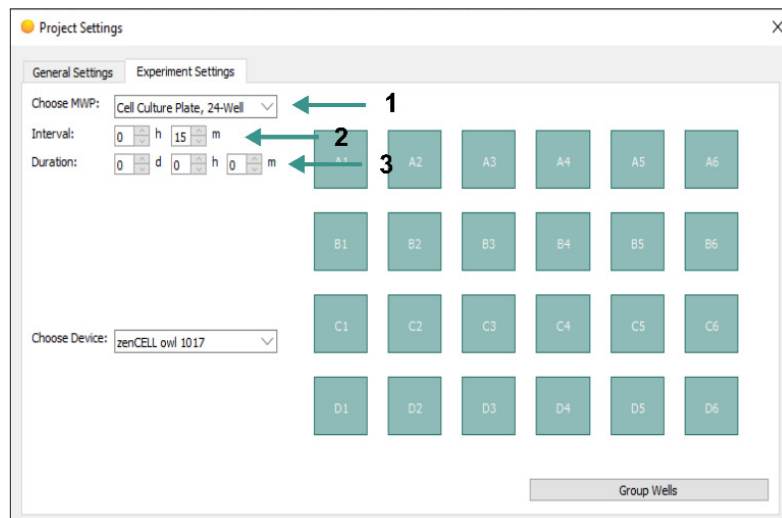 Project Settings
General Settings
Experiment Settings
Choose MWP: Cell Culture Plate, 24-Well 1
Interval: 0 h 15 m 2
Duration: 0 d 0 h 0 m 3
A1 A2 A3 A4 A5 A6
B1 B2 B3 B4 B5 B6
C1 C2 C3 C4 C5 C6
Choose Device: zenCELL owl 1017
D1 D2 D3 D4 D5 D6
Group Wells